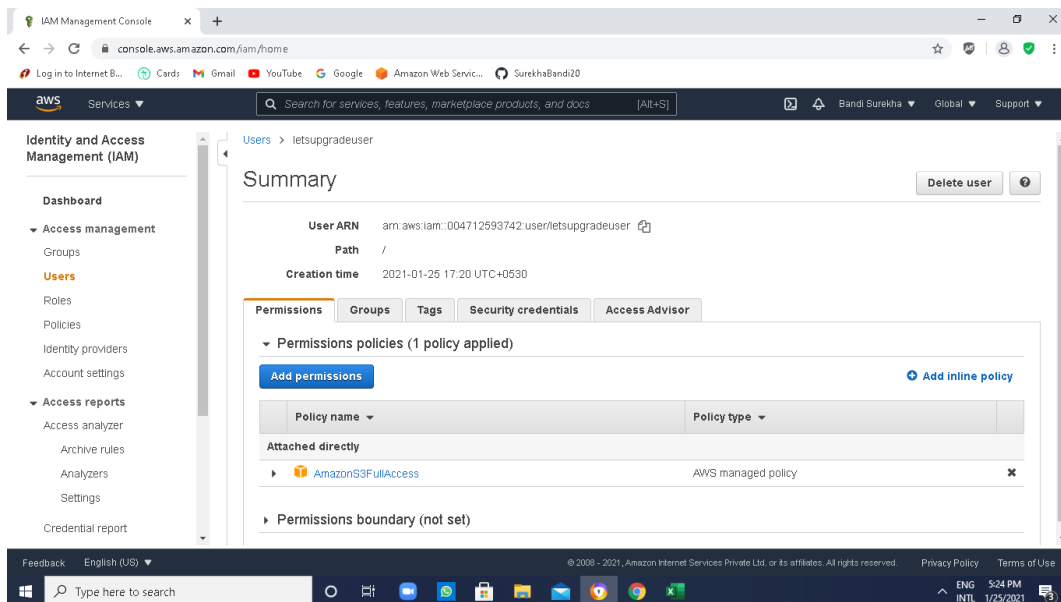 IAM Management Console
console.aws.amazon.com/iam/home
Log in to Internet B... Cards Gmail YouTube Google Amazon Web Servic... SurekhaBandi20
aws Services Search for services, features, marketplace products, and docs [Alt+S] Bandi Surekha Global Support
Identity and Access
Management (IAM)
Dashboard
Access management
Groups
Users
Roles
Policies
Identity providers
Account settings
Access reports
Access analyzer
Archive rules
Analyzers
Settings
Credential report
Users > letsupgradeuser
Summary
Delete user
User ARN arn:aws:iam::004712593742:user/letsupgradeuser
Path /
Creation time 2021-01-25 17:20 UTC+0530
Permissions Groups Tags Security credentials Access Advisor
Permissions policies (1 policy applied)
Add permissions Add inline policy
Policy name Policy type
Attached directly
AmazonS3FullAccess AWS managed policy
Permissions boundary (not set)
Feedback English (US) © 2008 - 2021, Amazon Internet Services Private Ltd. or its affiliates. All rights reserved. Privacy Policy Terms of Use
Type here to search
ENG 5:24 PM
INTL 1/25/2021